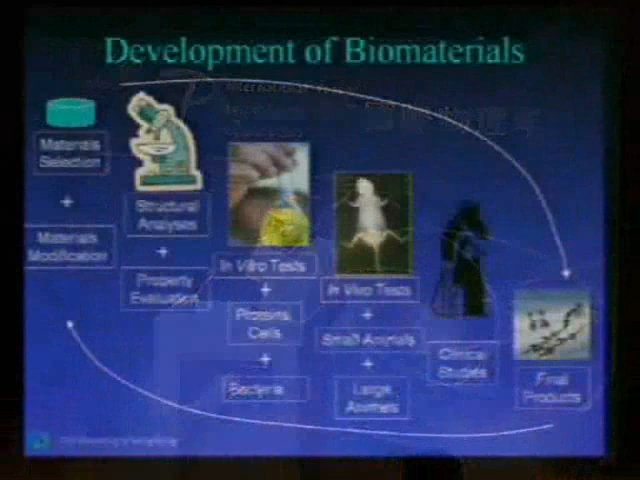 Development of Biomaterials
Materials
Selection
+
Materials
Modification
Structural
Analyses
+
Property
Evaluation
In Vitro Tests
+
Proteins
Cells
+
Bacteria
In Vivo Tests
+
Small Animals
+
Large
Animals
Clinical
Studies
Final
Products